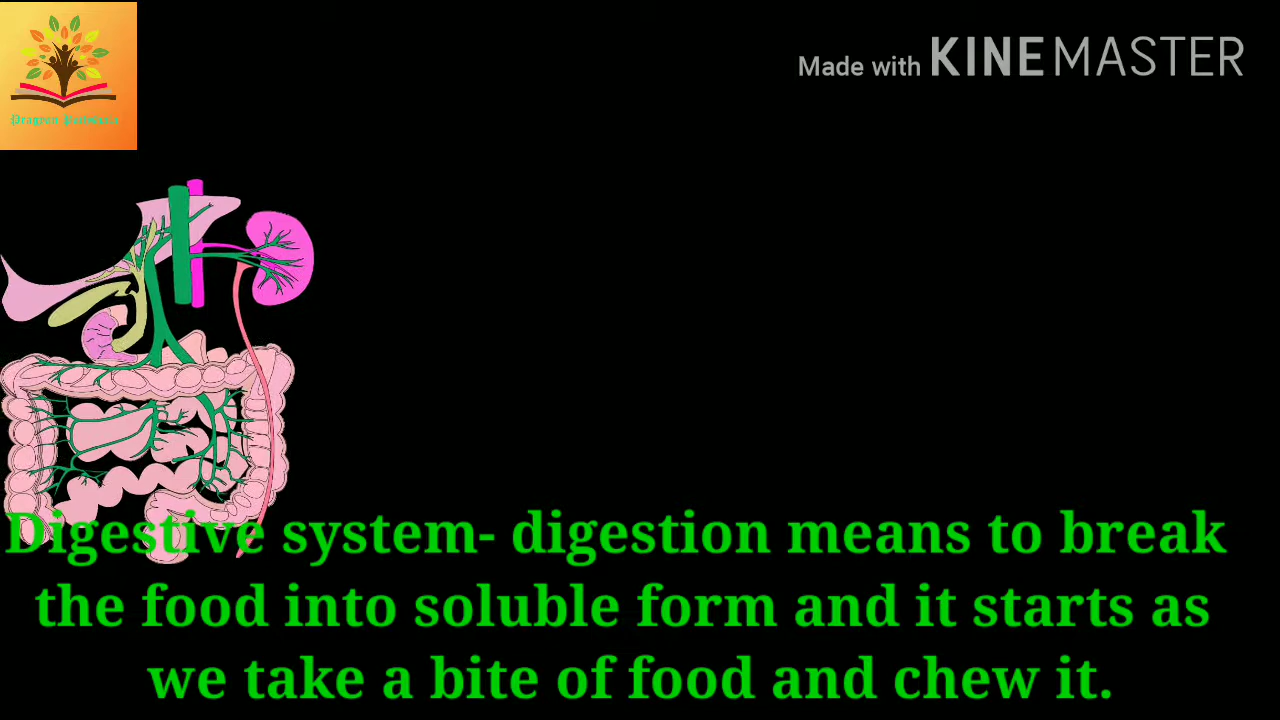 Made with KINEMASTER
Digestive system- digestion means to break
the food into soluble form and it starts as
we take a bite of food and chew it.